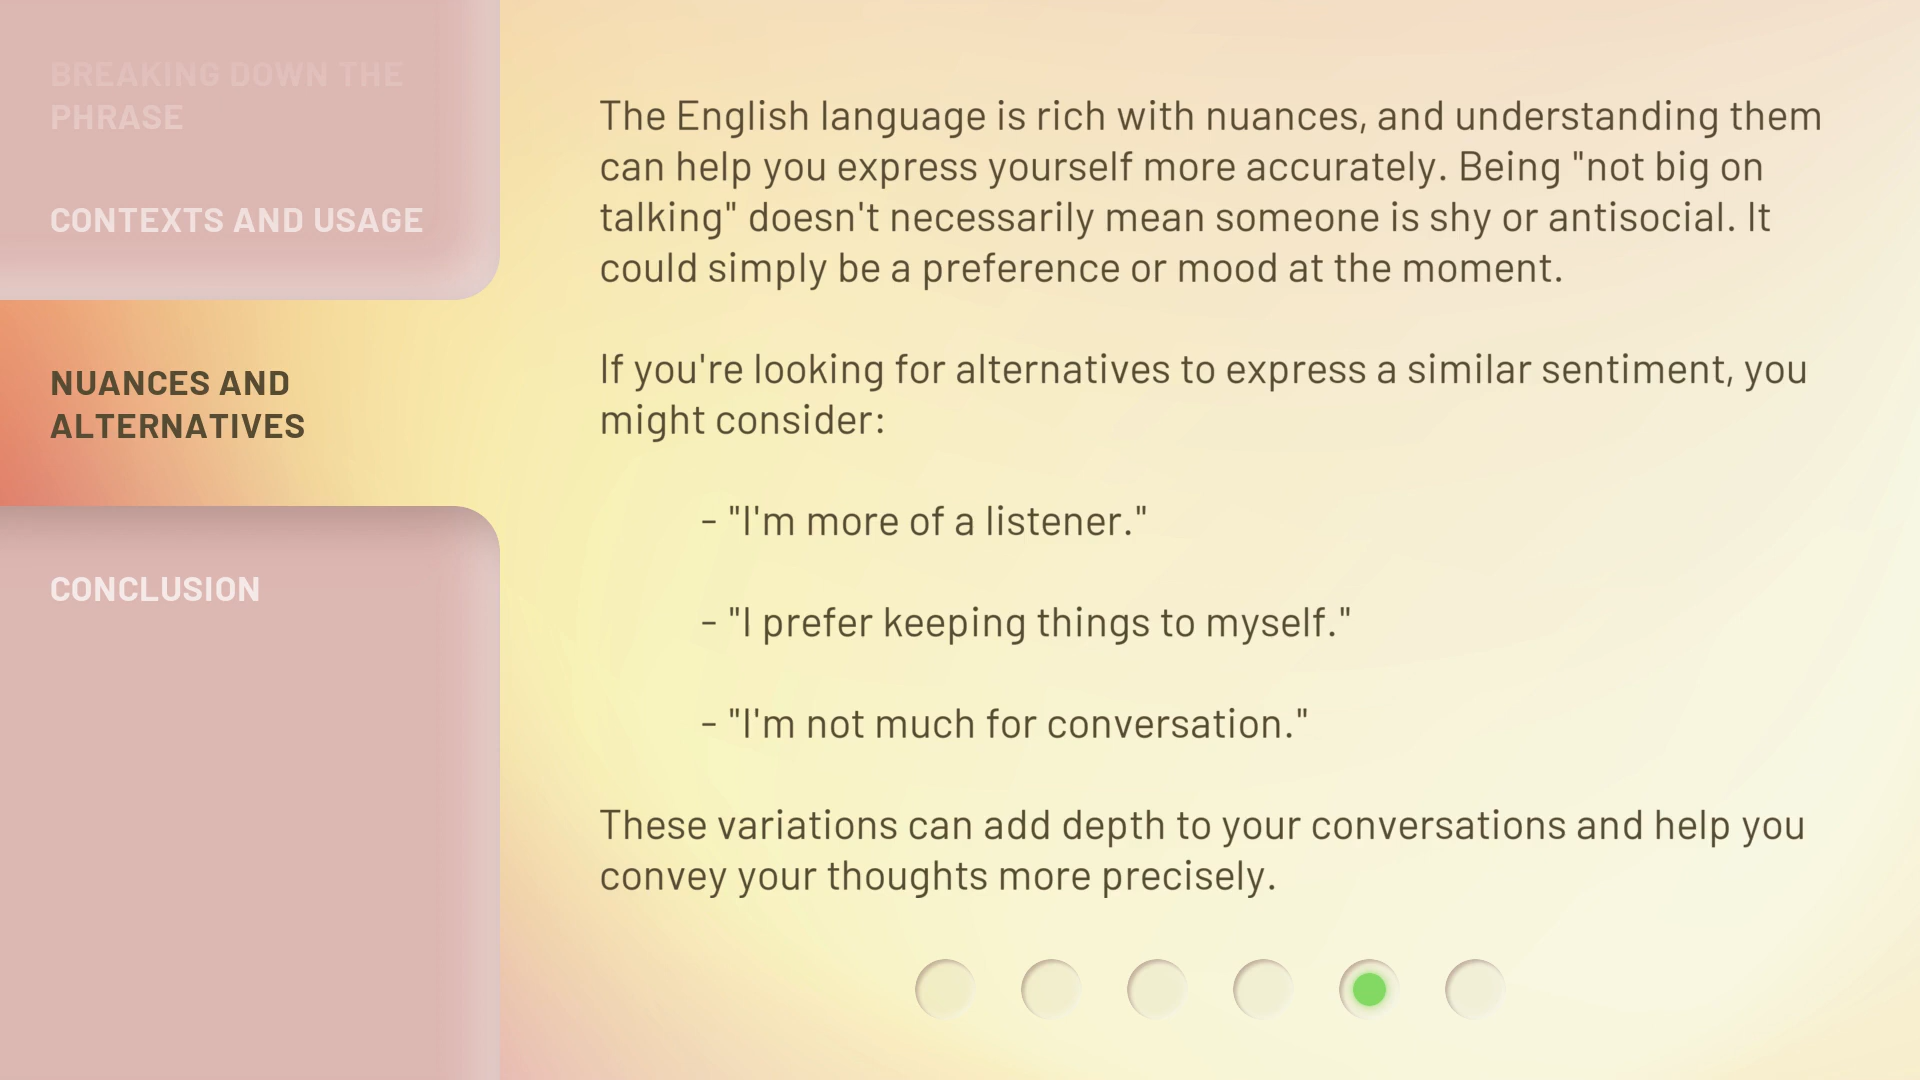 BREAKING DOWN THE
PHRASE
CONTEXTS AND USAGE
NUANCES AND
ALTERNATIVES
CONCLUSION
The English language is rich with nuances, and understanding them
can help you express yourself more accurately. Being "not big on
talking" doesn't necessarily mean someone is shy or antisocial. It
could simply be a preference or mood at the moment.
If you're looking for alternatives to express a similar sentiment, you
might consider:
- "I'm more of a listener."
- "I prefer keeping things to myself."
- "I'm not much for conversation."
These variations can add depth to your conversations and help you
convey your thoughts more precisely.